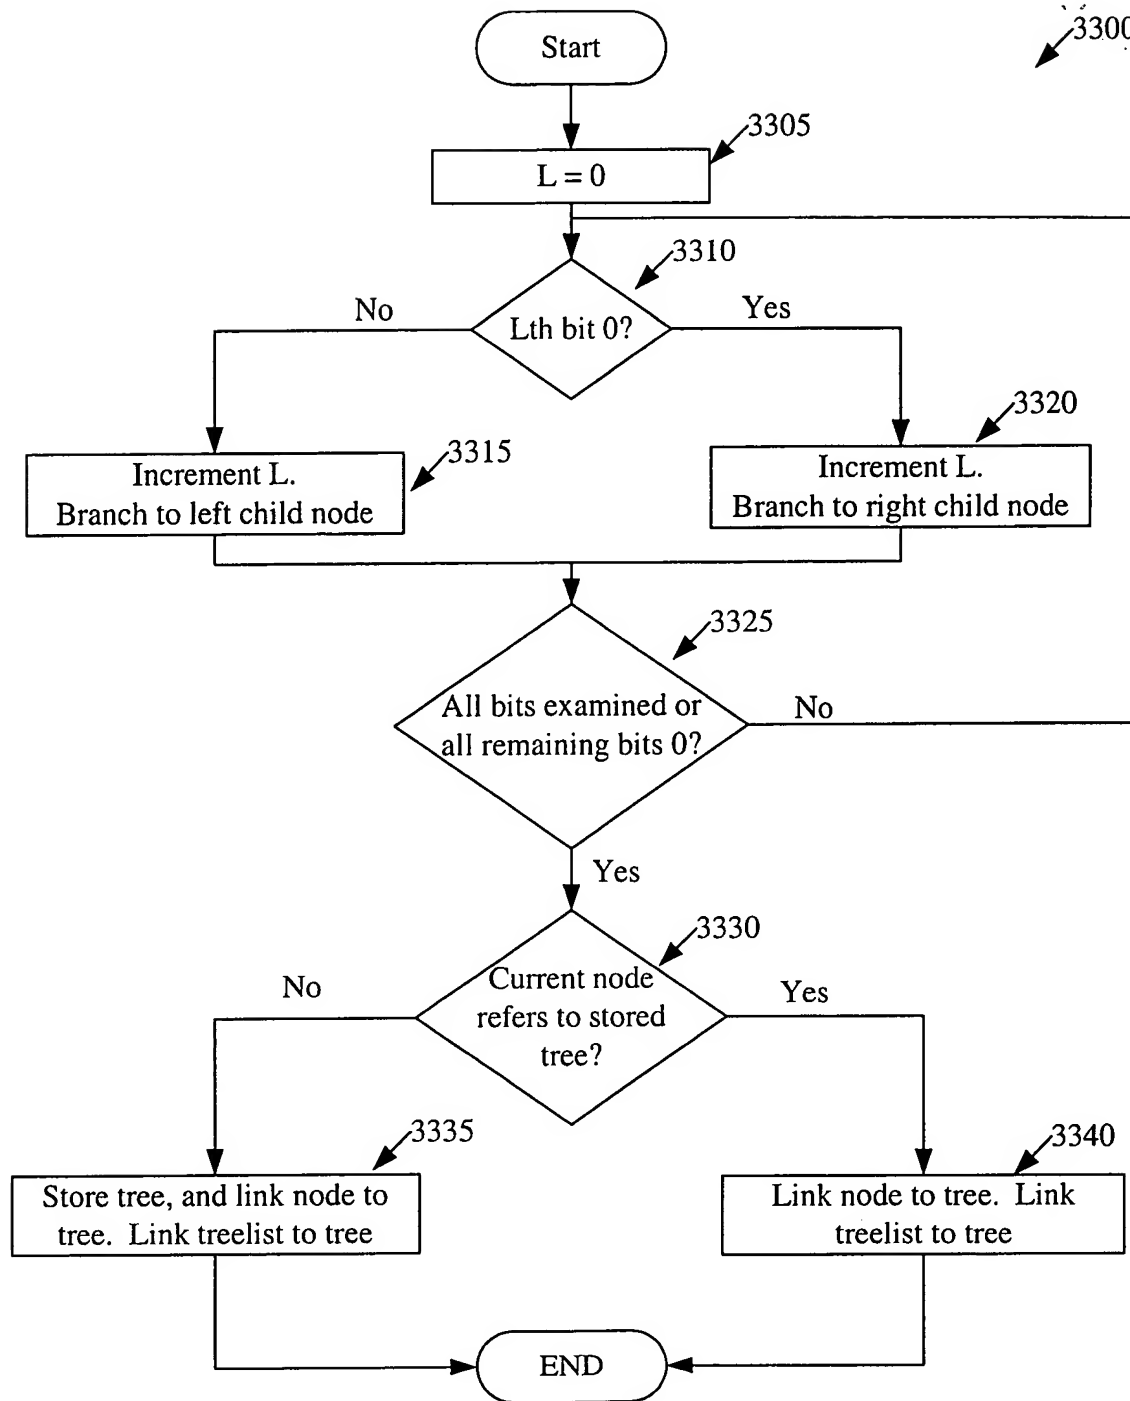 Start
3300
3305
L = 0
3310
No
Yes
Lth bit 0?
3320
3315
Increment L.
Branch to left child node
Increment L.
Branch to right child node
3325
All bits examined or
all remaining bits 0?
No
Yes
3330
Current node
refers to stored
tree?
No
Yes
3335
3340
Store tree, and link node to
tree. Link treelist to tree
Link node to tree. Link
treelist to tree
END